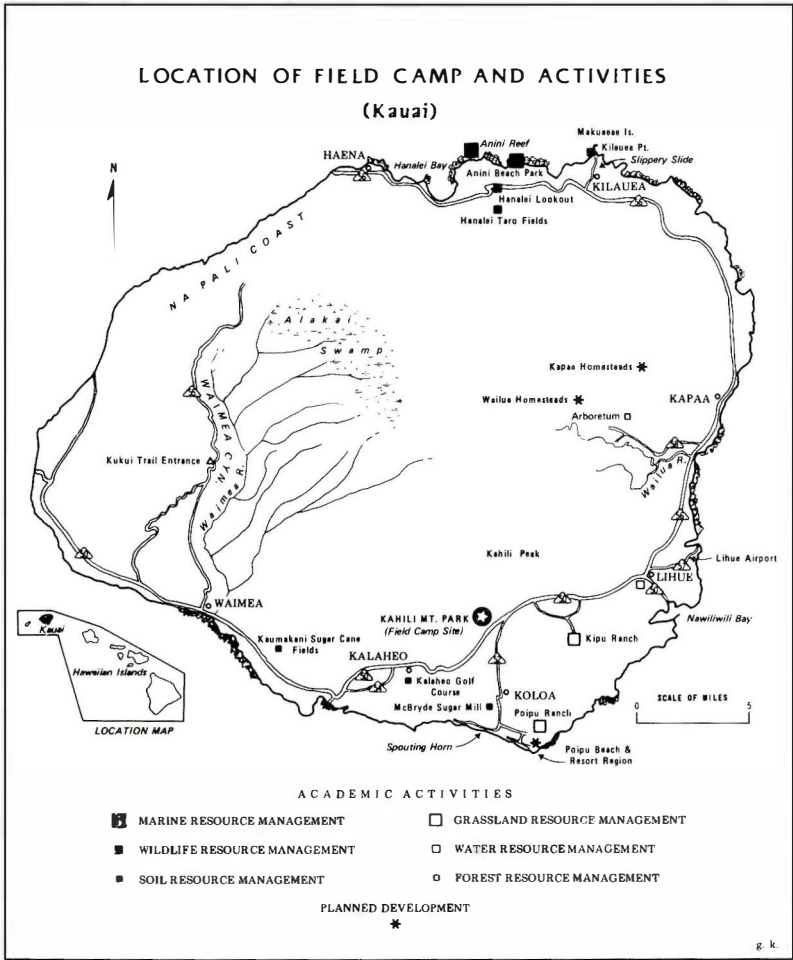 LOCATION OF FIELD CAMP AND ACTIVITIES
(Kauai)
N
HAENA
Hanalei Bay
Anini Reef
Anini Beach Park
Makuaeae Is.
Kilauea Pt.
Slippery Slide
KILAUEA
Hanalei Lookout
Hanalei Taro Fields
NA PALI COAST
Alakai
Swamp
Kapaa Homesteads
Wailua Homesteads
KAPAA
Arboretum
WAIMEA CYN.
Waimea R.
Kukui Trail Entrance
Wailua R.
Kahili Peak
Lihue Airport
LIHUE
WAIMEA
KAHILI MT. PARK
(Field Camp Site)
Nawiliwili Bay
Kauai
Kaumakani Sugar Cane
Fields
KALAHEO
Kipu Ranch
Hawaiian Islands
Kalaheo Golf
Course
KOLOA
SCALE OF MILES
0 5
McBryde Sugar Mill
Poipu Ranch
LOCATION MAP
Spouting Horn
Poipu Beach &
Resort Region
ACADEMIC ACTIVITIES
MARINE RESOURCE MANAGEMENT
GRASSLAND RESOURCE MANAGEMENT
WILDLIFE RESOURCE MANAGEMENT
WATER RESOURCE MANAGEMENT
SOIL RESOURCE MANAGEMENT
FOREST RESOURCE MANAGEMENT
PLANNED DEVELOPMENT
*
g. k.